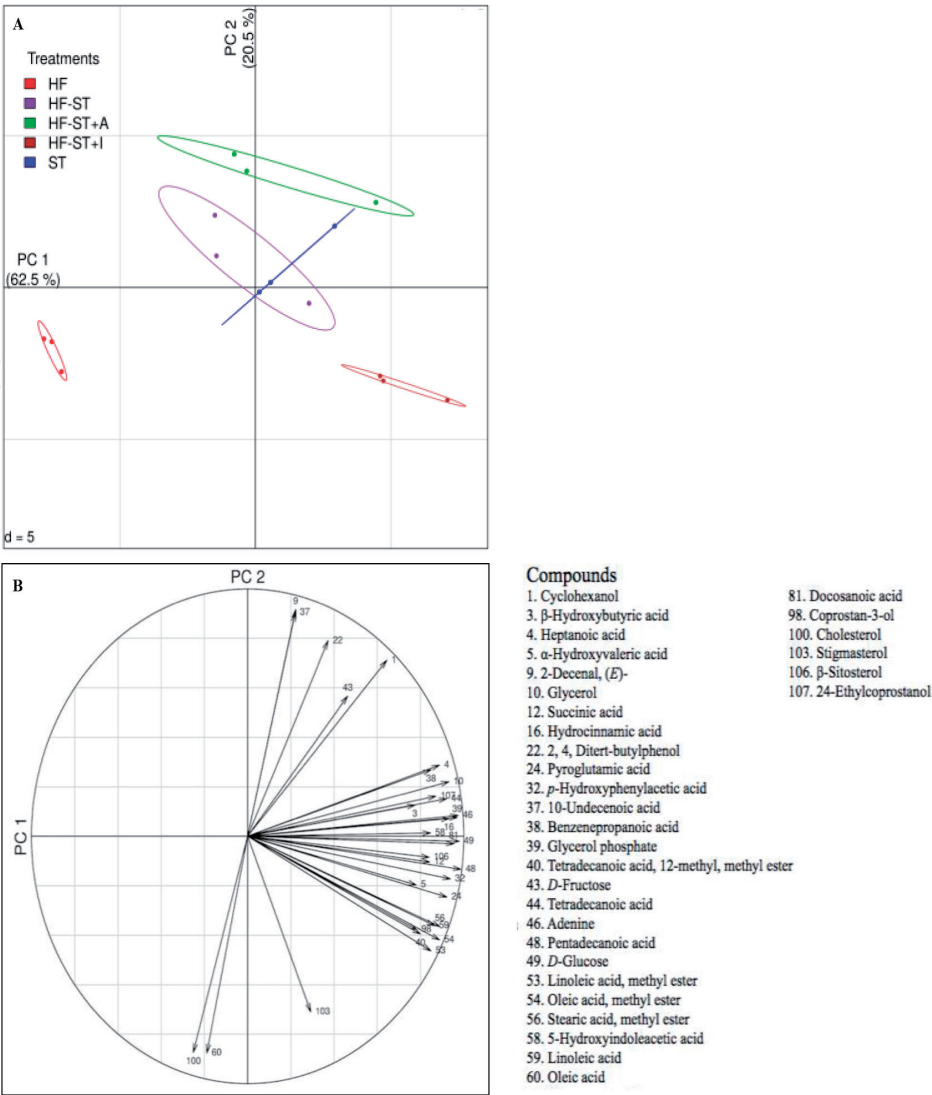 A
PC 2
(20.5 %)
Treatments
HF
HF-ST
HF-ST+A
HF-ST+I
ST
PC 1
(62.5 %)
d = 5
B
PC 2
PC 1
9
37
22
1
43
4
38
10
107
44
3
39
46
16
58
81
49
106
12
48
32
5
24
56
59
98
54
40
53
103
100
60
Compounds
1. Cyclohexanol
3. β-Hydroxybutyric acid
4. Heptanoic acid
5. α-Hydroxyvaleric acid
9. 2-Decenal, (E)-
10. Glycerol
12. Succinic acid
16. Hydrocinnamic acid
22. 2, 4, Ditert-butylphenol
24. Pyroglutamic acid
32. p-Hydroxyphenylacetic acid
37. 10-Undecenoic acid
38. Benzenepropanoic acid
39. Glycerol phosphate
40. Tetradecanoic acid, 12-methyl, methyl ester
43. D-Fructose
44. Tetradecanoic acid
46. Adenine
48. Pentadecanoic acid
49. D-Glucose
53. Linoleic acid, methyl ester
54. Oleic acid, methyl ester
56. Stearic acid, methyl ester
58. 5-Hydroxyindoleacetic acid
59. Linoleic acid
60. Oleic acid
81. Docosanoic acid
98. Coprostan-3-ol
100. Cholesterol
103. Stigmasterol
106. β-Sitosterol
107. 24-Ethylcoprostanol